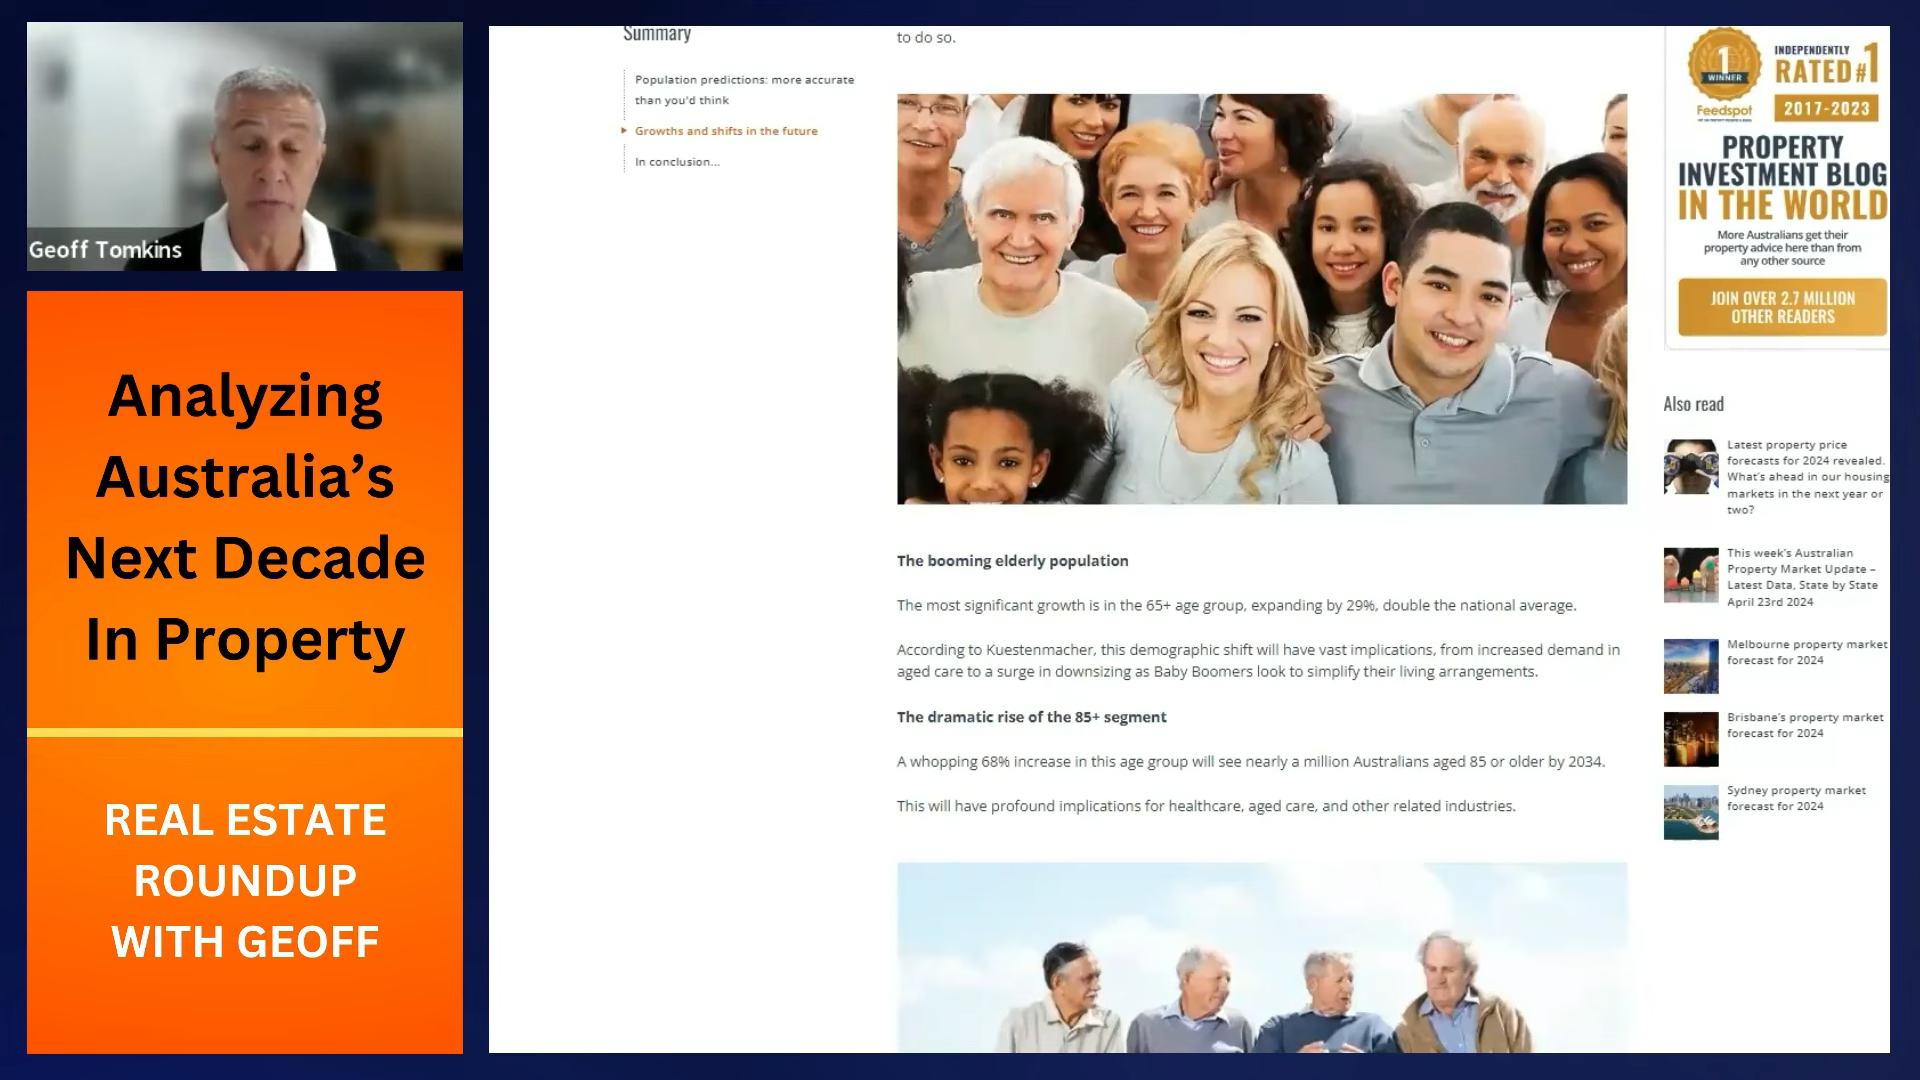 Geoff Tomkins
Analyzing
Australia’s
Next Decade
In Property
REAL ESTATE
ROUNDUP
WITH GEOFF
Summary
Population predictions: more accurate
than you'd think
Growths and shifts in the future
In conclusion...
to do so.
The booming elderly population
The most significant growth is in the 65+ age group, expanding by 29%, double the national average.
According to Kuestenmacher, this demographic shift will have vast implications, from increased demand in
aged care to a surge in downsizing as Baby Boomers look to simplify their living arrangements.
The dramatic rise of the 85+ segment
A whopping 68% increase in this age group will see nearly a million Australians aged 85 or older by 2034.
This will have profound implications for healthcare, aged care, and other related industries.
1
WINNER
Feedspot
INDEPENDENTLY
RATED #1
2017-2023
PROPERTY
INVESTMENT BLOG
IN THE WORLD
More Australians get their
property advice here than from
any other source
JOIN OVER 2.7 MILLION
OTHER READERS
Also read
Latest property price
forecasts for 2024 revealed.
What’s ahead in our housing
markets in the next year or
two?
This week’s Australian
Property Market Update –
Latest Data, State by State
April 23rd 2024
Melbourne property market
forecast for 2024
Brisbane’s property market
forecast for 2024
Sydney property market
forecast for 2024